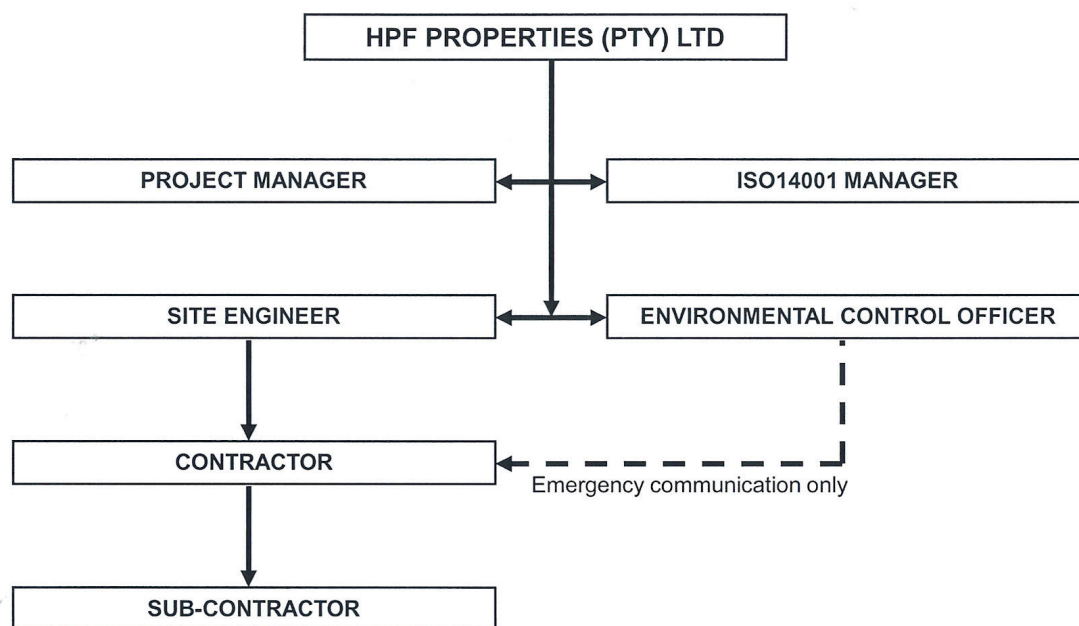 HPF PROPERTIES (PTY) LTD
PROJECT MANAGER
ISO14001 MANAGER
SITE ENGINEER
ENVIRONMENTAL CONTROL OFFICER
CONTRACTOR
Emergency communication only
SUB-CONTRACTOR